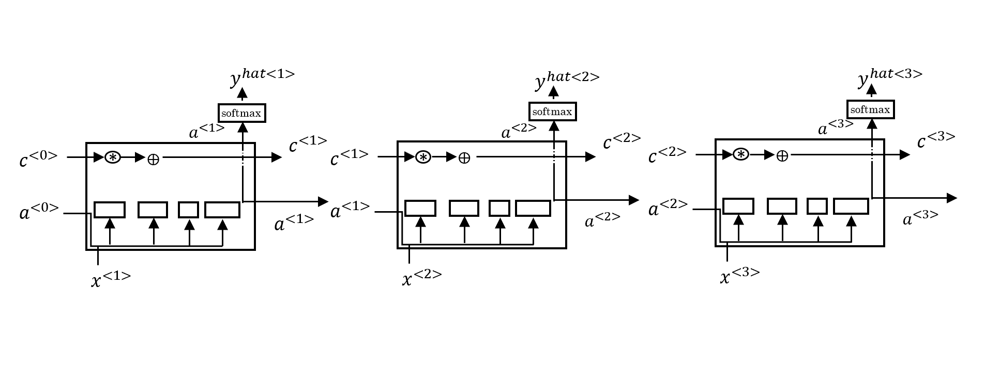 y^hat<1>
y^hat<2>
y^hat<3>
softmax
softmax
softmax
a^<1>
a^<2>
a^<3>
c^<0>
*
⊕
c^<1>
c^<1>
*
⊕
c^<2>
c^<2>
*
⊕
c^<3>
a^<0>
a^<1>
a^<1>
a^<2>
a^<2>
a^<3>
x^<1>
x^<2>
x^<3>